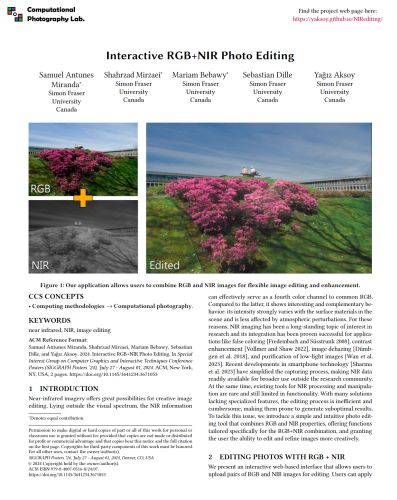 Computational
Photography Lab.
Find the project web page here:
https://yaksoy.github.io/NIRediting/
Interactive RGB+NIR Photo Editing
Samuel Antunes
Miranda*
Simon Fraser
University
Canada
Shahrzad Mirzaei*
Simon Fraser
University
Canada
Mariam Bebawy*
Simon Fraser
University
Canada
Sebastian Dille
Simon Fraser
University
Canada
Yağız Aksoy
Simon Fraser
University
Canada
RGB
NIR
Edited
Figure 1: Our application allows users to combine RGB and NIR images for flexible image editing and enhancement.
CCS CONCEPTS
• Computing methodologies → Computational photography.
KEYWORDS
near infrared, NIR, image editing
ACM Reference Format:
Samuel Antunes Miranda, Shahrzad Mirzaei, Mariam Bebawy, Sebastian
Dille, and Yağız Aksoy. 2024. Interactive RGB+NIR Photo Editing. In Special
Interest Group on Computer Graphics and Interactive Techniques Conference
Posters (SIGGRAPH Posters '24), July 27 - August 01, 2024. ACM, New York,
NY, USA, 2 pages. https://doi.org/10.1145/3641234.3671053
1 INTRODUCTION
Near-infrared imagery offers great possibilities for creative image
editing. Lying outside the visual spectrum, the NIR information
*Denotes equal contribution.
Permission to make digital or hard copies of part or all of this work for personal or
classroom use is granted without fee provided that copies are not made or distributed
for profit or commercial advantage and that copies bear this notice and the full citation
on the first page. Copyrights for third-party components of this work must be honored.
For all other uses, contact the owner/author(s).
SIGGRAPH Posters '24, July 27 - August 01, 2024, Denver, CO, USA
© 2024 Copyright held by the owner/author(s).
ACM ISBN
https://doi.org/10.1145/3641234.3671053
can effectively serve as a fourth color channel to common RGB.
Compared to the latter, it shows interesting and complementary be-
havior: its intensity strongly varies with the surface materials in the
scene and is less affected by atmospheric perturbations. For these
reasons, NIR imaging has been a long-standing topic of interest in
research and its integration has been proven successful for applica-
tions like false coloring [Fredembach and Süsstrunk 2008], contrast
enhancement [Vollmer and Shaw 2022], image dehazing [Dümb-
gen et al. 2018], and purification of low-light images [Wan et al.
2025]. Recent developments in smartphone technology [Sharma
et al. 2023] have simplified the capturing process, making NIR data
readily available for broader use outside the research community.
At the same time, existing tools for NIR processing and manipula-
tion are rare and still limited in functionality. With many solutions
lacking specialized features, the editing process is inefficient and
cumbersome, making them prone to generate suboptimal results.
To tackle this issue, we introduce a simple and intuitive photo edit-
ing tool that combines RGB and NIR properties, offering functions
tailored specifically for the RGB+NIR combination, and granting
the user the ability to edit and refine images more creatively.
2 EDITING PHOTOS WITH RGB + NIR
We present an interactive web-based interface that allows users to
upload pairs of RGB and NIR images for editing. Users can apply